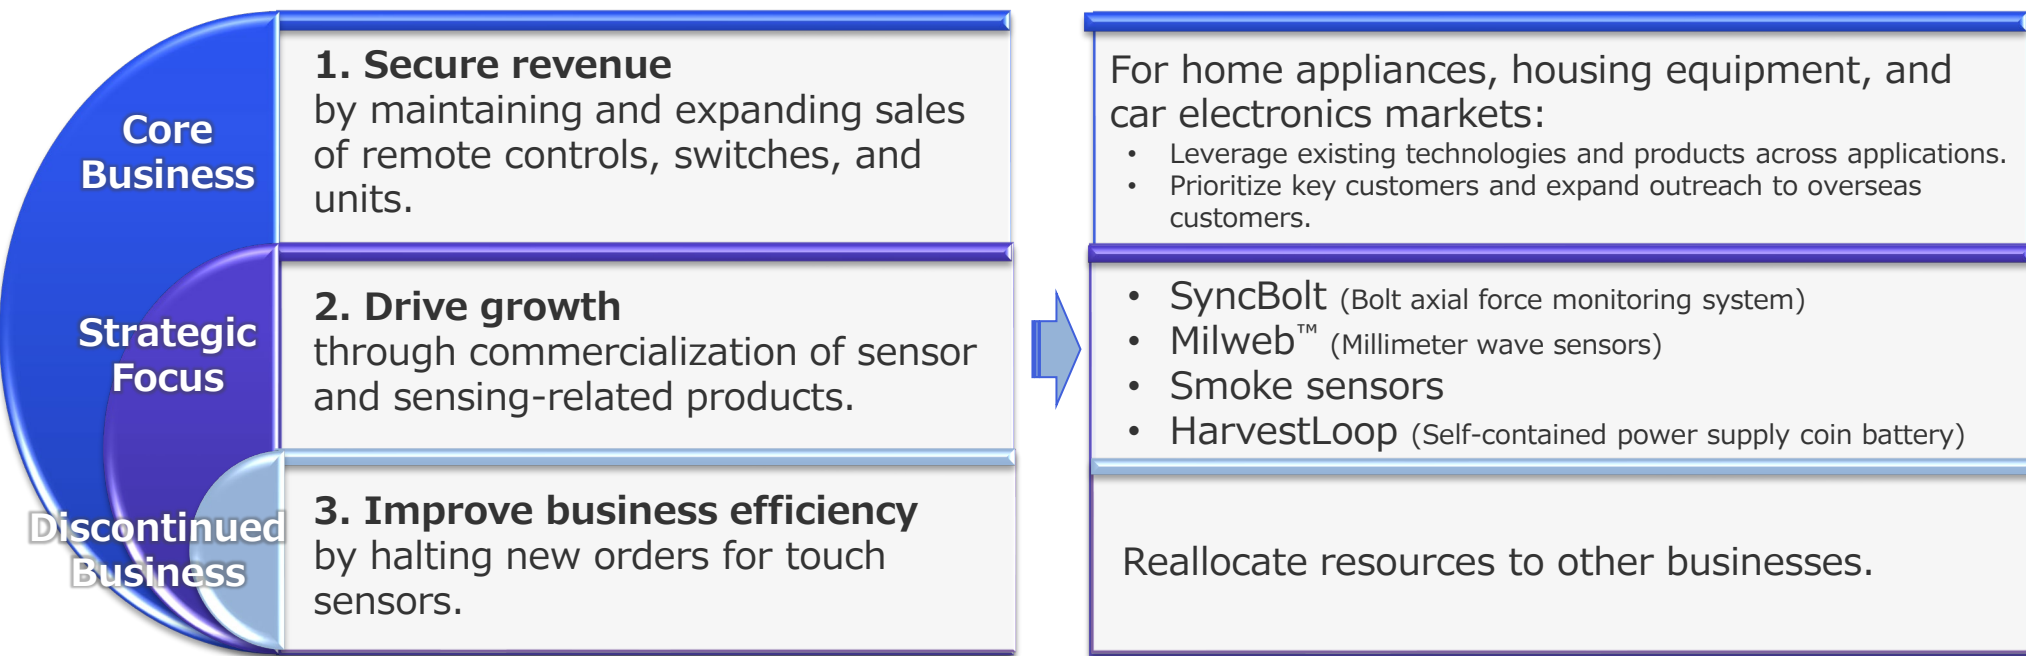 Core
Business
1. Secure revenue
by maintaining and expanding sales
of remote controls, switches, and
units.
For home appliances, housing equipment, and
car electronics markets:
• Leverage existing technologies and products across applications.
• Prioritize key customers and expand outreach to overseas
customers.
Strategic
Focus
2. Drive growth
through commercialization of sensor
and sensing-related products.
• SyncBolt (Bolt axial force monitoring system)
• Milweb™ (Millimeter wave sensors)
• Smoke sensors
• HarvestLoop (Self-contained power supply coin battery)
Discontinued
Business
3. Improve business efficiency
by halting new orders for touch
sensors.
Reallocate resources to other businesses.